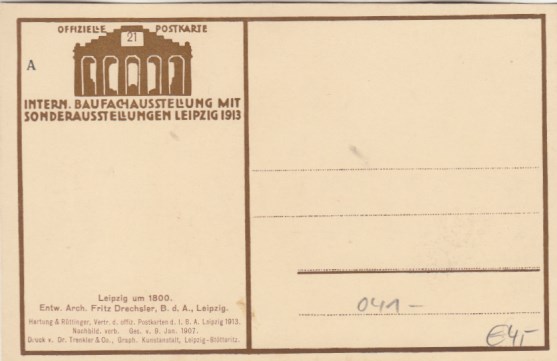 OFFIZIELLE POSTKARTE
21
A
INTERN. BAUFACHAUSSTELLUNG MIT
SONDERAUSSTELLUNGEN LEIPZIG 1913
Leipzig um 1800.
Entw. Arch. Fritz Drechsler, B. d. A., Leipzig.
Hartung & Röttinger, Vertr. d. offiz. Postkarten d. I. B. A. Leipzig 1913.
Nachbild. verb. Ges. v. 9. Jan. 1907.
Druck v. Dr. Trenkler & Co., Graph. Kunstanstalt, Leipzig-Stötteritz.
041-
€4,-